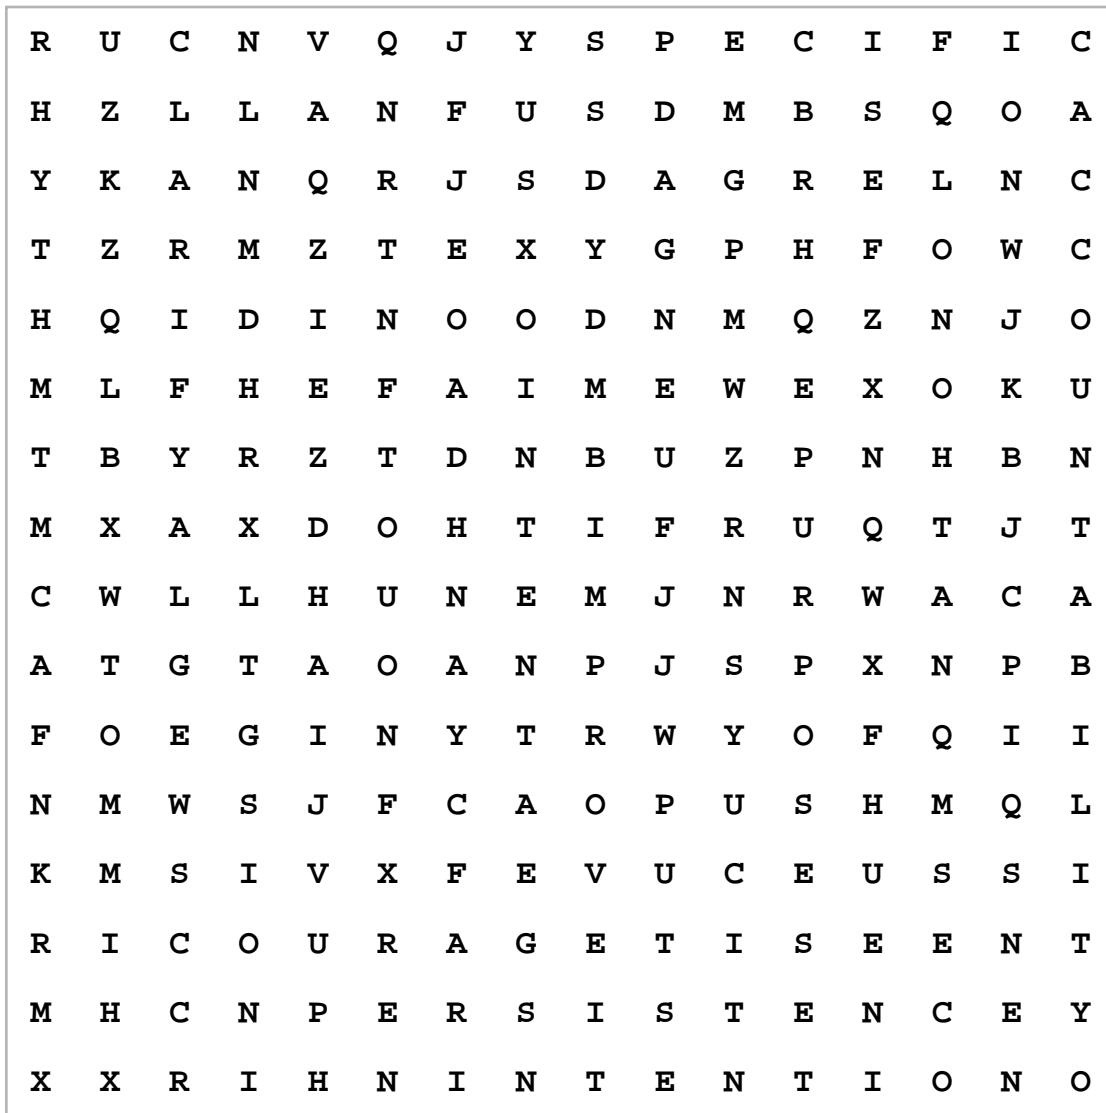 R U C N V Q J Y S P E C I F I C
H Z L L A N F U S D M B S Q O A
Y K A N Q R J S D A G R E L N C
T Z R M Z T E X Y G P H F O W C
H Q I D I N O O D N M Q Z N J O
M L F H E F A I M E W E X O K U
T B Y R Z T D N B U Z P N H B N
M X A X D O H T I F R U Q T J T
C W L L H U N E M J N R W A C A
A T G T A O A N P J S P X N P B
F O E G I N Y T R W Y O F Q I I
N M W S J F C A O P U S H M Q L
K M S I V X F E V U C E U S S I
R I C O U R A G E T I S E E N T
M H C N P E R S I S T E N C E Y
X X R I H N I N T E N T I O N O